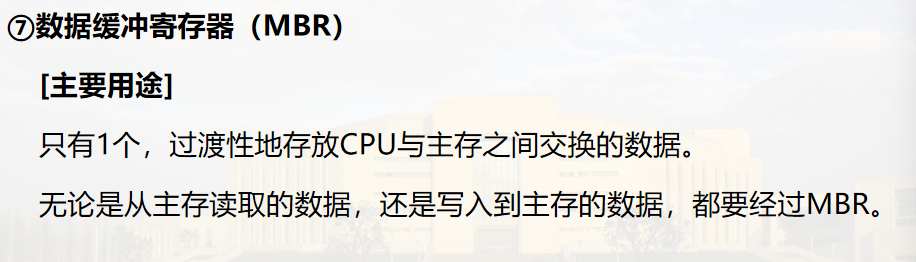 ⑦数据缓冲寄存器（MBR）
[主要用途]
只有1个，过渡性地存放CPU与主存之间交换的数据。
无论是从主存读取的数据，还是写入到主存的数据，都要经过MBR。